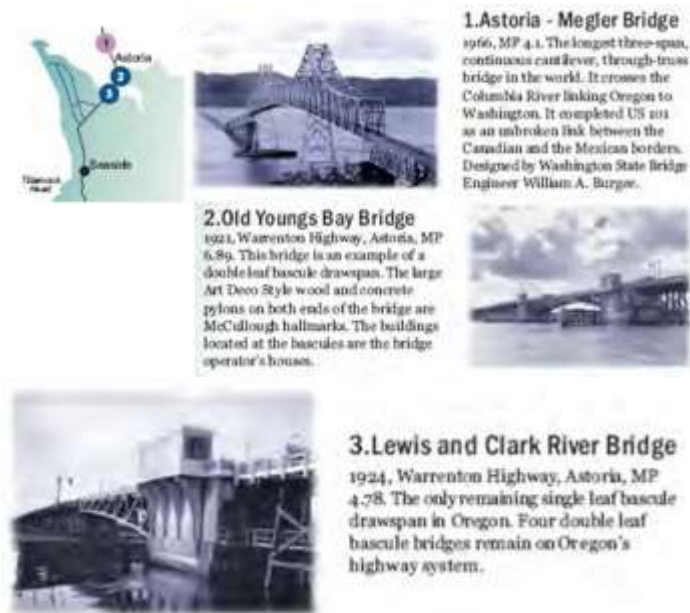 1
Astoria
2
3
Seaside
Tillamook
Head
1.Astoria - Megler Bridge
1966, MP 4.1. The longest three-span,
continuous cantilever, through-truss
bridge in the world. It crosses the
Columbia River linking Oregon to
Washington. It completed US 101
as an unbroken link between the
Canadian and the Mexican borders.
Designed by Washington State Bridge
Engineer William A. Burger.
2.Old Youngs Bay Bridge
1921, Warrenton Highway, Astoria, MP
6.89. This bridge is an example of a
double leaf bascule drawspan. The large
Art Deco Style wood and concrete
pylons on both ends of the bridge are
McCullough hallmarks. The buildings
located at the bascules are the bridge
operator's houses.
3.Lewis and Clark River Bridge
1924, Warrenton Highway, Astoria, MP
4.78. The only remaining single leaf bascule
drawspan in Oregon. Four double leaf
bascule bridges remain on Oregon's
highway system.